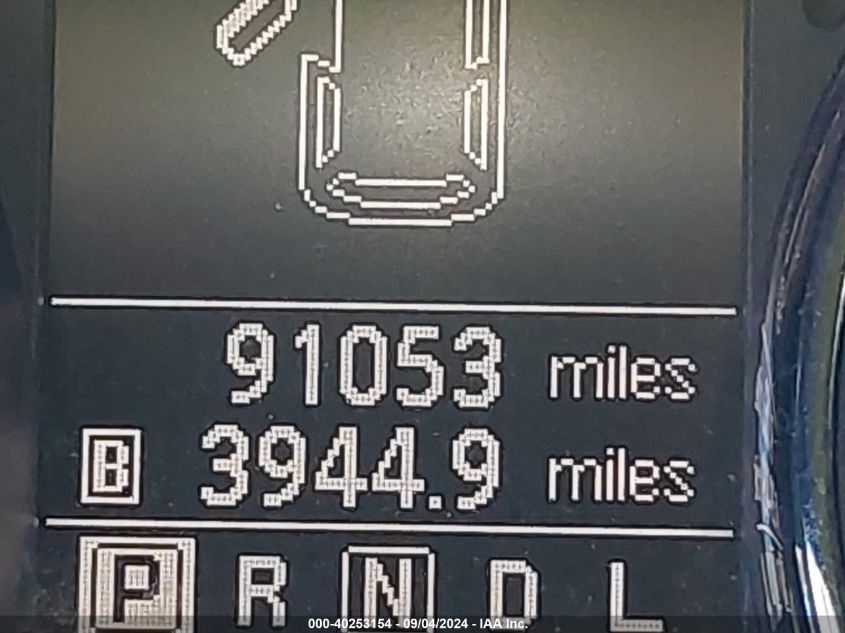 91053 miles
B 3944.9 miles
P R N D L
000-40253154 - 09/04/2024 - IAA Inc.